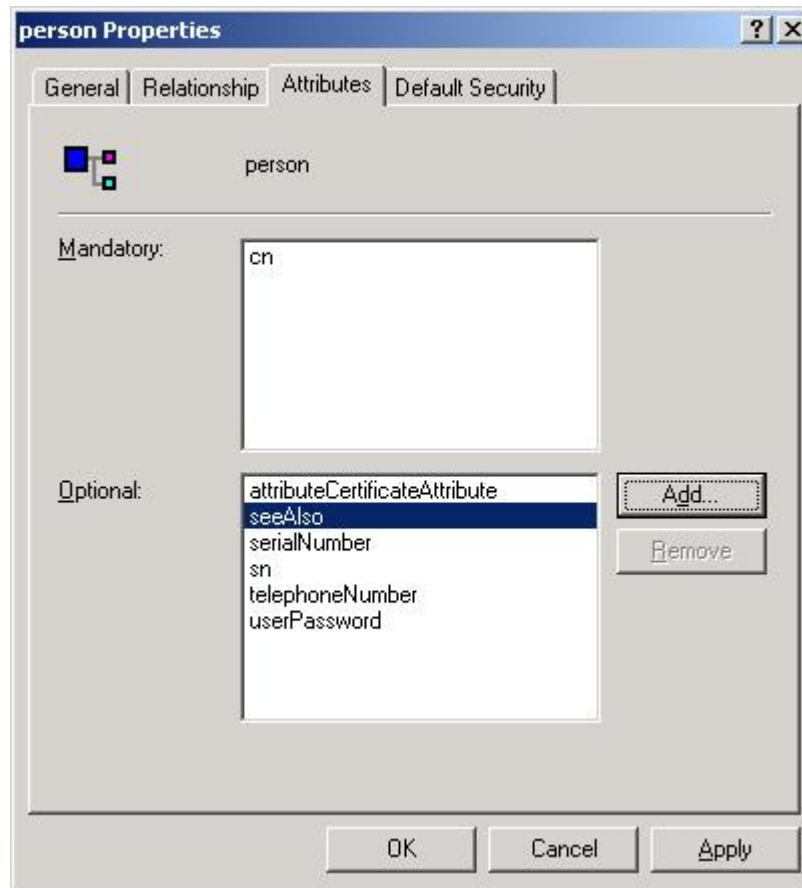 person Properties
General Relationship Attributes Default Security
person
Mandatory:
cn
Optional:
attributeCertificateAttribute
seeAlso
serialNumber
sn
telephoneNumber
userPassword
Add...
Remove
OK Cancel Apply